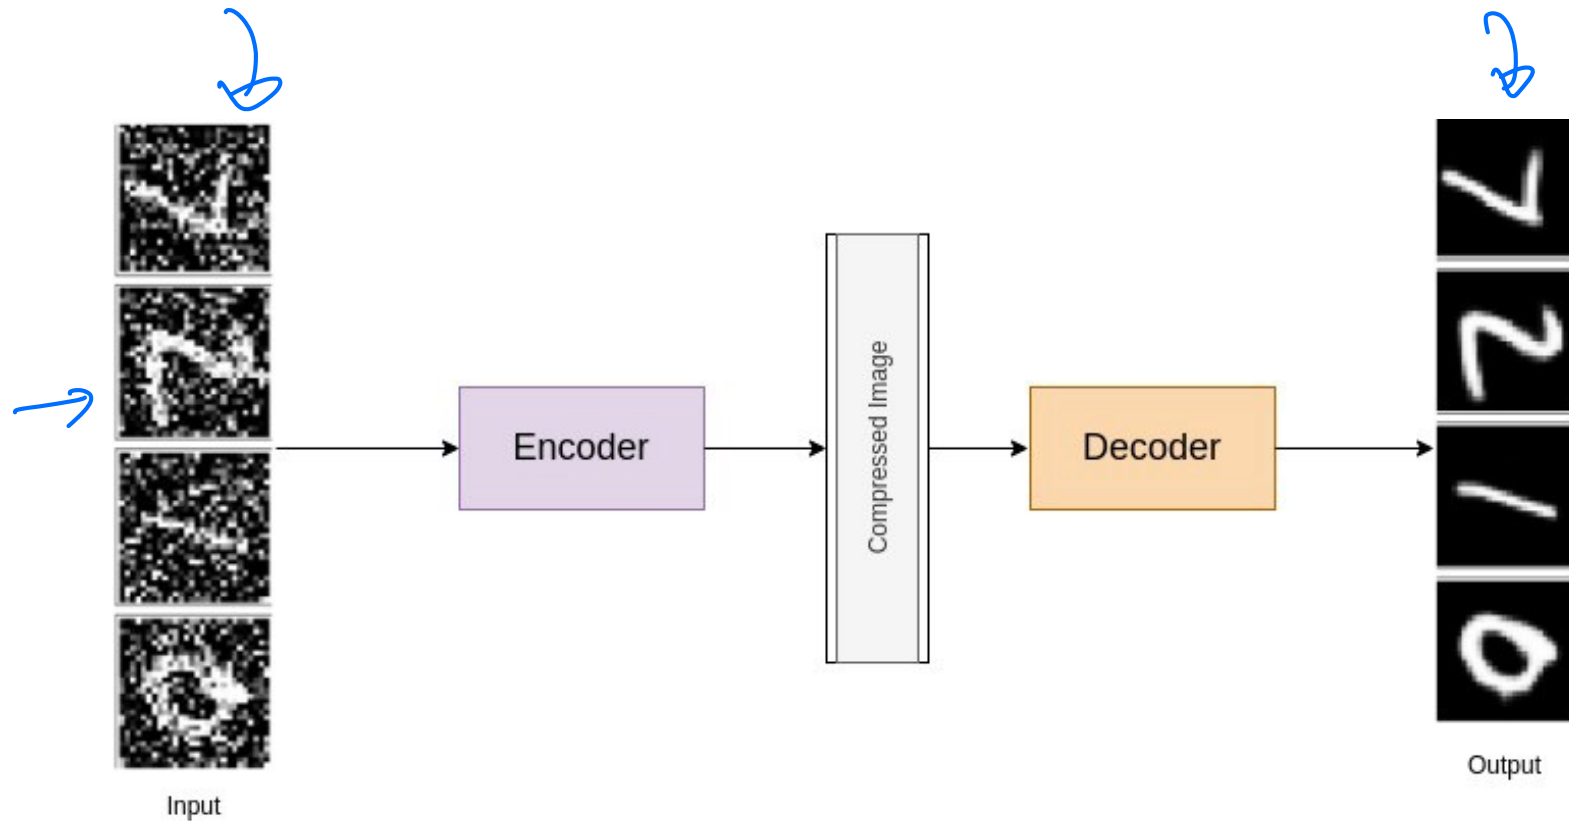 Encoder
Compressed Image
Decoder
Input
Output